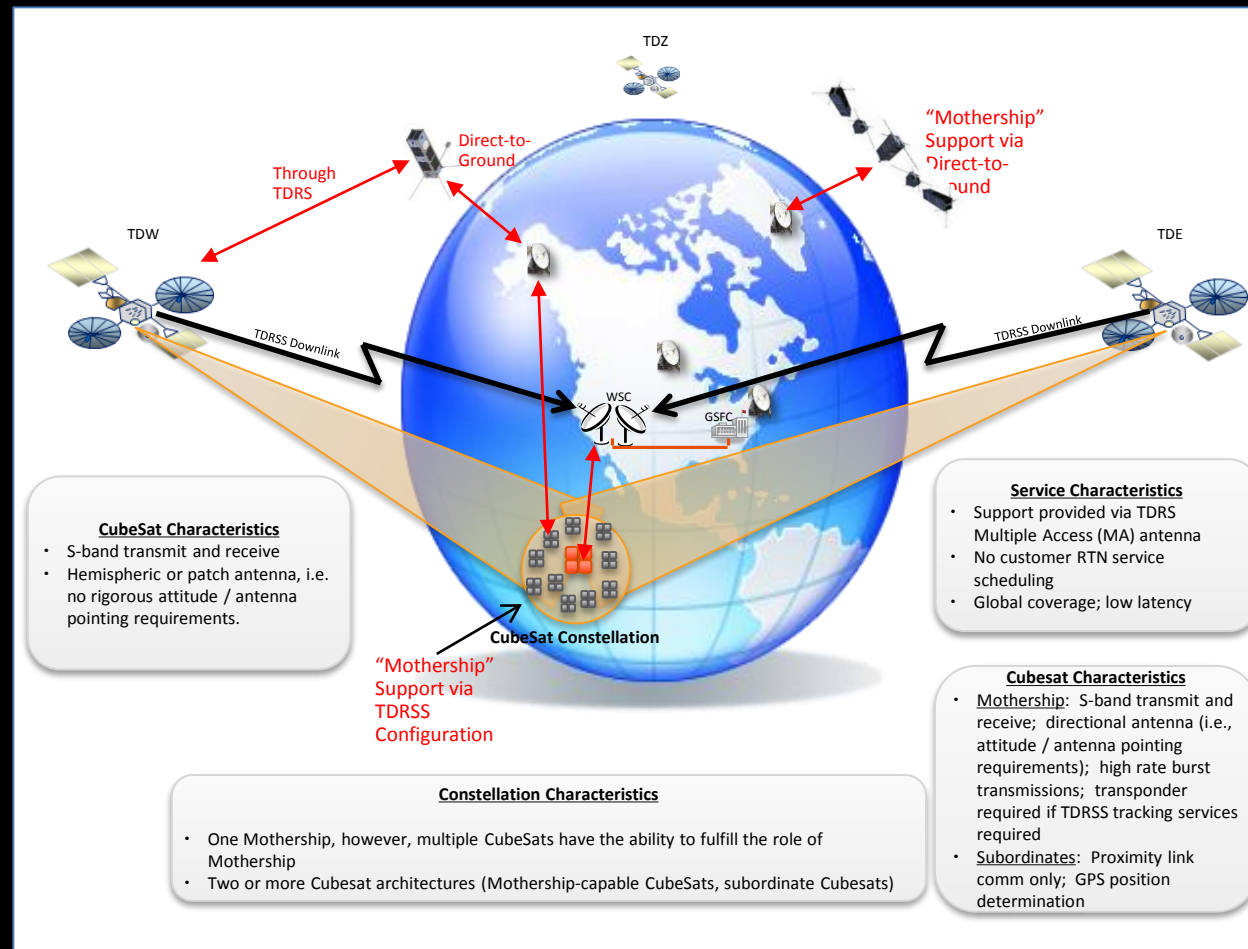 TDZ
"Mothership"
Support via
Direct-to-
Direct-to-
Ground
Through
TDRS
TDW
TDE
TDRSS Downlink
TDRSS Downlink
WSC
GSFC
CubeSat Characteristics
· S-band transmit and receive
· Hemispheric or patch antenna, i.e.
no rigorous attitude / antenna
pointing requirements.
Service Characteristics
· Support provided via TDRS
Multiple Access (MA) antenna
· No customer RTN service
scheduling
· Global coverage; low latency
CubeSat Constellation
"Mothership"
Support via
TDRSS
Configuration
Cubesat Characteristics
· Mothership: S-band transmit and
receive; directional antenna (i.e.,
attitude / antenna pointing
requirements); high rate burst
transmissions; transponder
required if TDRSS tracking services
required
· Subordinates: Proximity link
comm only; GPS position
determination
Constellation Characteristics
· One Mothership, however, multiple CubeSats have the ability to fulfill the role of
Mothership
· Two or more Cubesat architectures (Mothership-capable CubeSats, subordinate Cubesats)